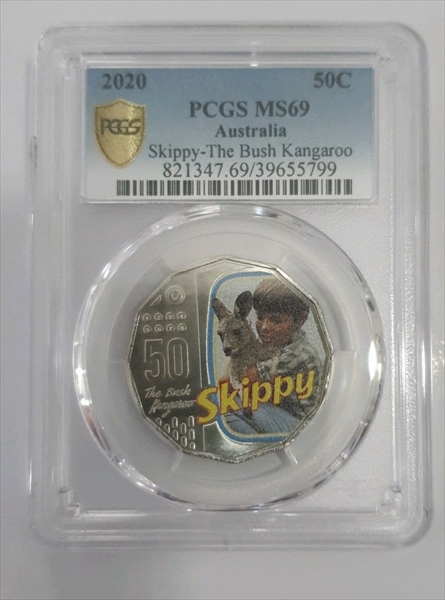 2020 50C
PCGS
PCGS MS69
Australia
Skippy-The Bush Kangaroo
821347.69/39655799
50
The Bush
Kangaroo
Skippy